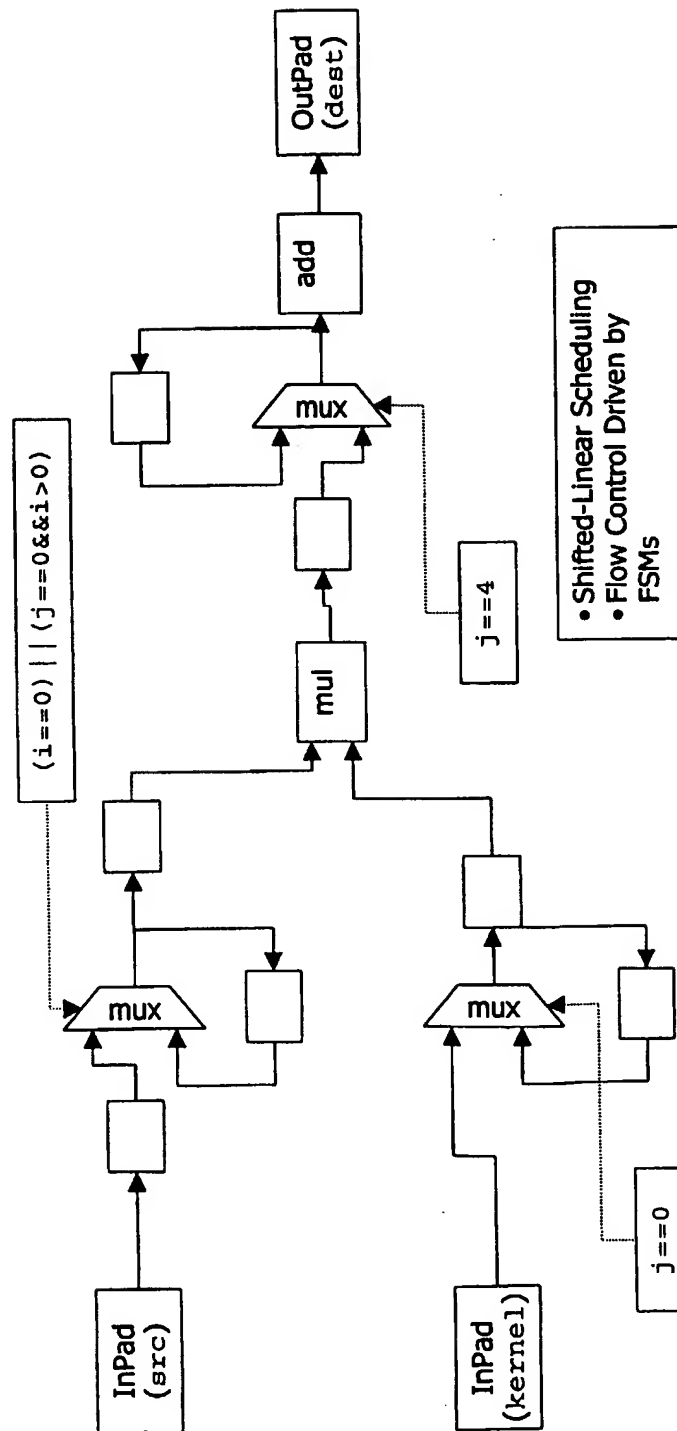 InPad
(src)
mux
(i==0)||(j==0&&i>0)
InPad
(kernel)
mux
j==0
mul
mux
j==4
add
OutPad
(dest)
• Shifted-Linear Scheduling
• Flow Control Driven by
FSMs